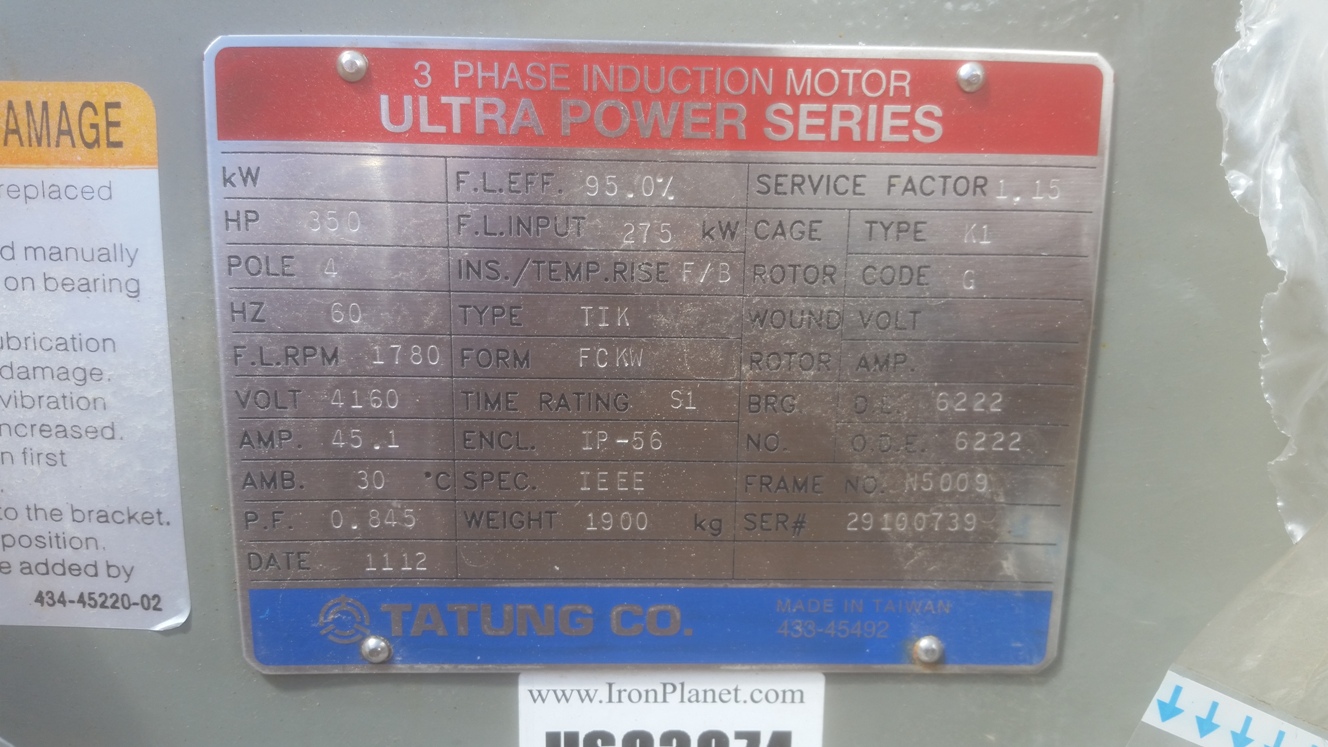 AMAGE
replaced
d manually
on bearing
ubrication
damage.
vibration
ncreased.
n first
to the bracket.
position.
e added by
434-45220-02
3 PHASE INDUCTION MOTOR
ULTRA POWER SERIES
kW F.L.EFF. 95.0% SERVICE FACTOR 1.15
HP 350 F.L.INPUT 275 kW CAGE TYPE K1
POLE 4 INS./TEMP.RISE F/B ROTOR CODE G
HZ 60 TYPE TIK WOUND VOLT
F.L.RPM 1780 FORM FCKW ROTOR AMP.
VOLT 4160 TIME RATING S1 BRG. D.E. 6222
AMP. 45.1 ENCL. IP-56 NO. O.D.E. 6222
AMB. 30 °C SPEC. IEEE FRAME NO. N5009
P.F. 0.845 WEIGHT 1900 kg SER# 29100739
DATE 1112
TATUNG CO. MADE IN TAIWAN
433-45492
www.IronPlanet.com